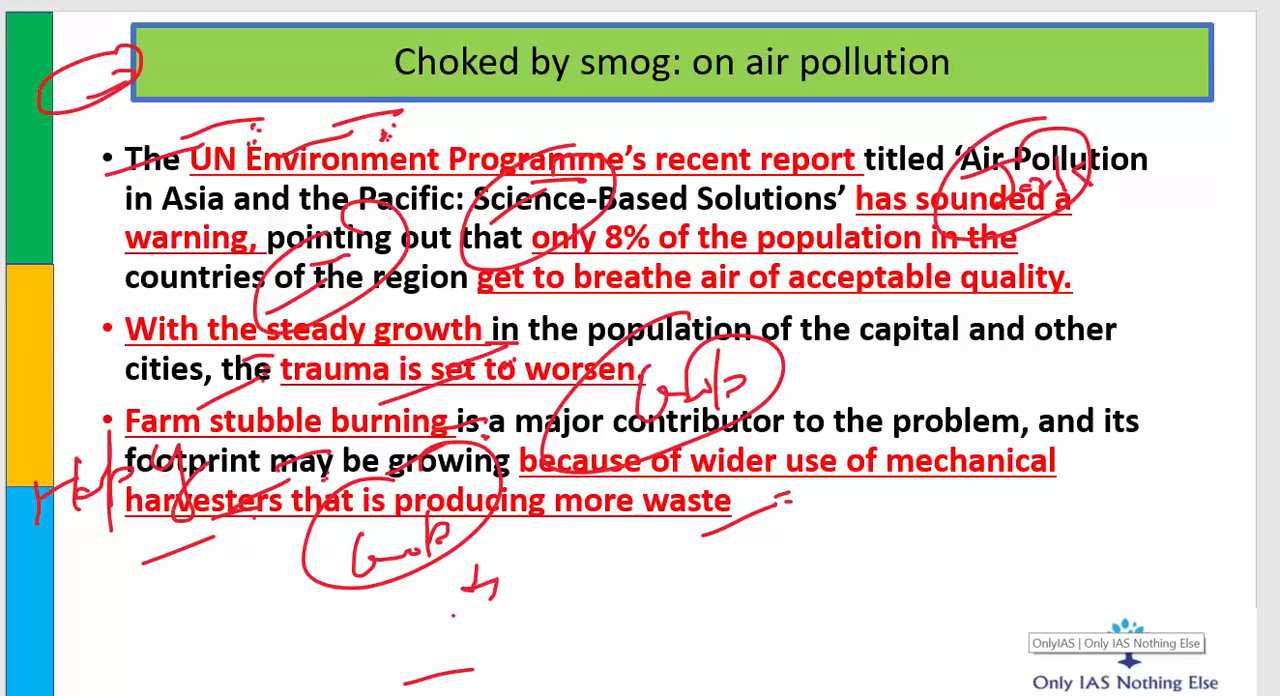 Choked by smog: on air pollution
• The UN Environment Programme's recent report titled 'Air Pollution
in Asia and the Pacific: Science-Based Solutions' has sounded a
warning, pointing out that only 8% of the population in the
countries of the region get to breathe air of acceptable quality.
• With the steady growth in the population of the capital and other
cities, the trauma is set to worsen.
• Farm stubble burning is a major contributor to the problem, and its
footprint may be growing because of wider use of mechanical
harvesters that is producing more waste
OnlyIAS | Only IAS Nothing Else
Only IAS Nothing Else